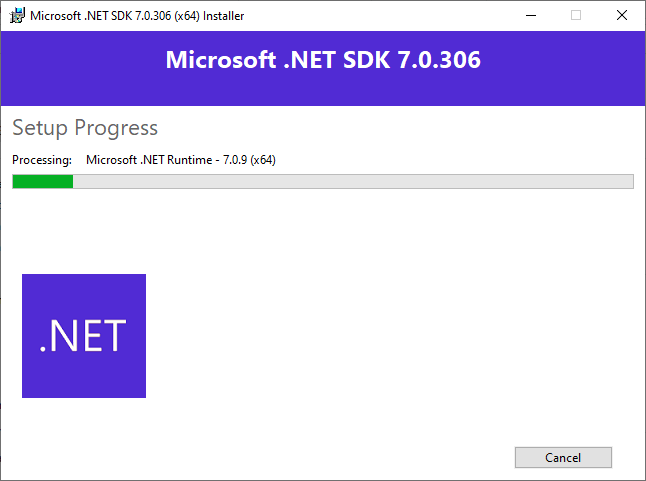 Microsoft .NET SDK 7.0.306 (x64) Installer
Microsoft .NET SDK 7.0.306
Setup Progress
Processing: Microsoft .NET Runtime - 7.0.9 (x64)
.NET
Cancel